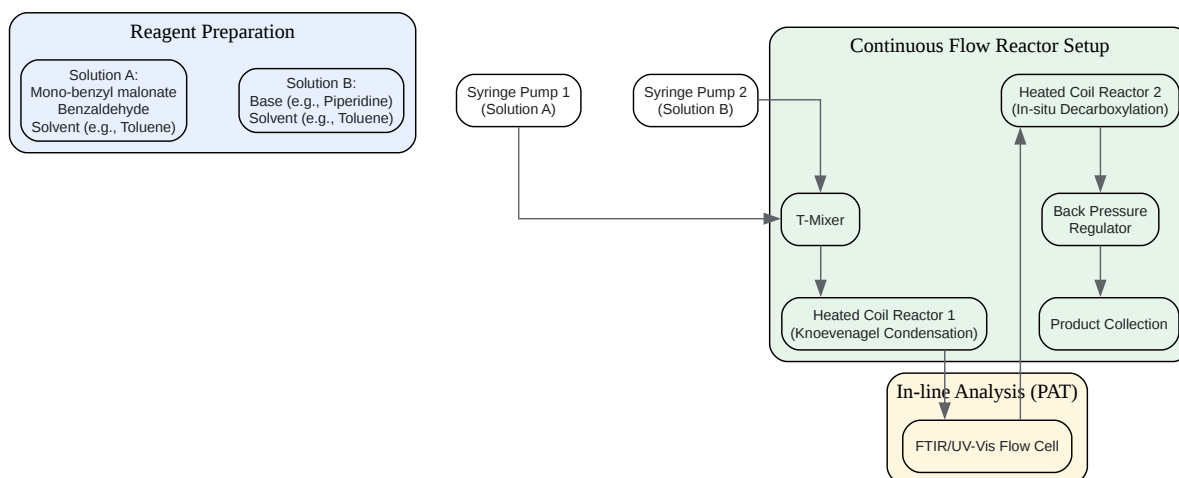 Reagent Preparation
Solution A:
Mono-benzyl malonate
Benzaldehyde
Solvent (e.g., Toluene)
Solution B:
Base (e.g., Piperidine)
Solvent (e.g., Toluene)
Syringe Pump 1
(Solution A)
Syringe Pump 2
(Solution B)
Continuous Flow Reactor Setup
Heated Coil Reactor 2
(In-situ Decarboxylation)
T-Mixer
Back Pressure
Regulator
Heated Coil Reactor 1
(Knoevenagel Condensation)
Product Collection
In-line Analysis (PAT)
FTIR/UV-Vis Flow Cell